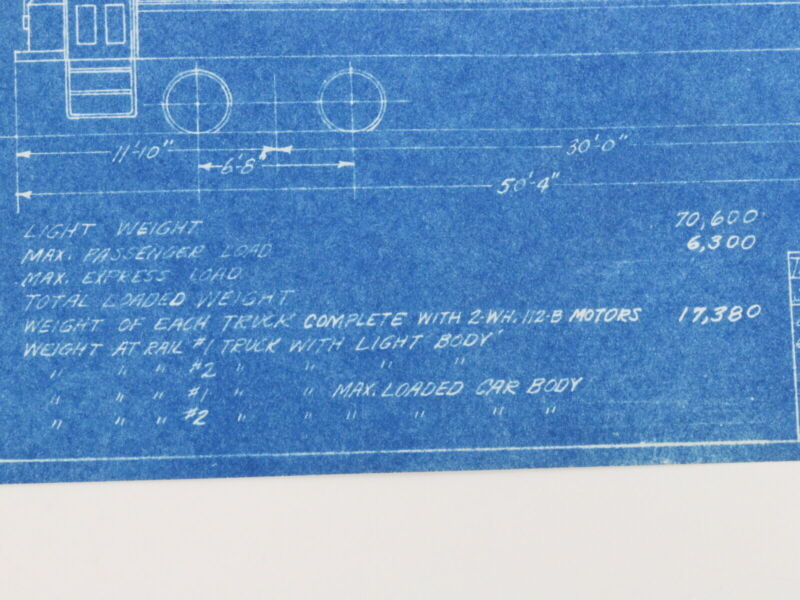 11'-10"
30'-0"
6'-8"
50'-4"
LIGHT WEIGHT 70,600
MAX. PASSENGER LOAD 6,300
MAX. EXPRESS LOAD
TOTAL LOADED WEIGHT
WEIGHT OF EACH TRUCK COMPLETE WITH 2-WH. 112-B MOTORS 17,380
WEIGHT AT RAIL #1 TRUCK WITH LIGHT BODY
" " " #2 " " " "
" " " #1 " " MAX. LOADED CAR BODY
" " " #2 " " " " " "